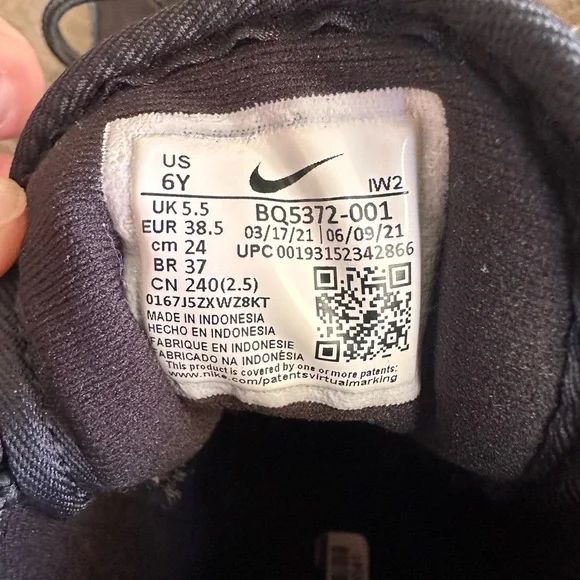 US
6Y
IW2
UK 5.5
BQ5372-001
EUR 38.5
03/17/21 | 06/09/21
cm 24
UPC 00193152342866
BR 37
CN 240(2.5)
0167J5ZXWZ8KT
MADE IN INDONESIA
HECHO EN INDONESIA
FABRIQUE EN INDONESIE
FABRICADO NA INDONÉSIA
This product is covered by one or more patents:
www.nike.com/patentsvirtualmarking